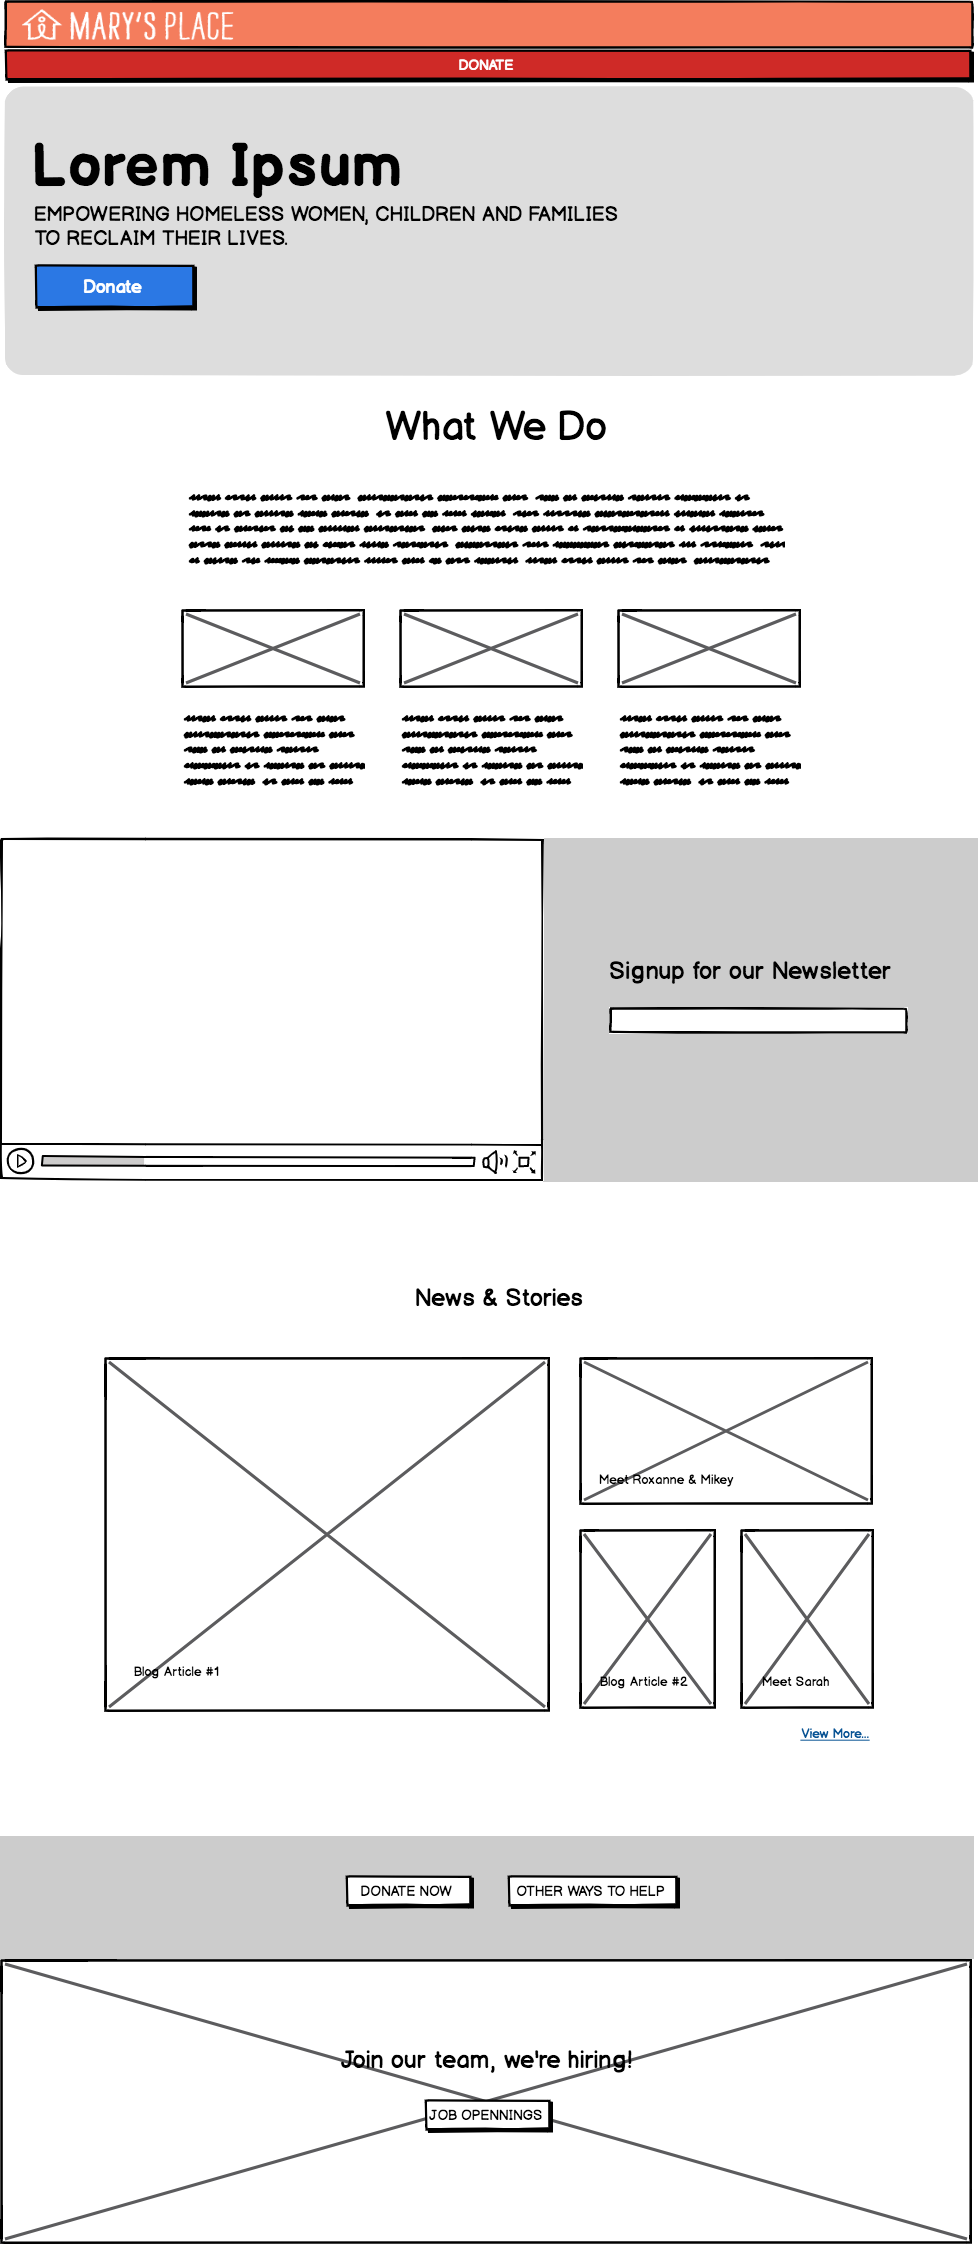 MARY'S PLACE
DONATE
Lorem Ipsum
EMPOWERING HOMELESS WOMEN, CHILDREN AND FAMILIES
TO RECLAIM THEIR LIVES.
Donate
What We Do
Signup for our Newsletter
News & Stories
Meet Roxanne & Mikey
Blog Article #1
Blog Article #2
Meet Sarah
View More...
DONATE NOW
OTHER WAYS TO HELP
Join our team, we're hiring!
JOB OPENNINGS